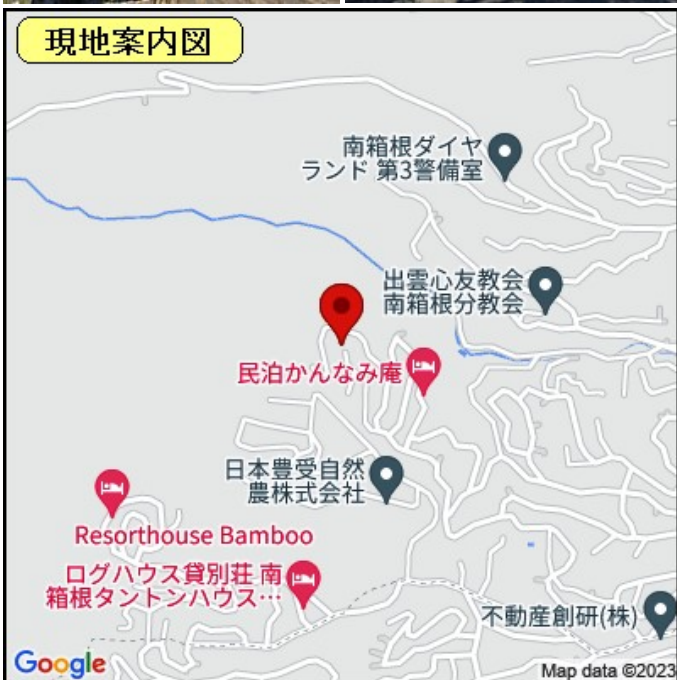 現地案内図
南箱根ダイヤ
ランド 第3警備室
出雲心友教会
南箱根分教会
民泊かんなみ庵
日本豊受自然
農株式会社
Resorthouse Bamboo
ログハウス貸別荘 南
箱根タントンハウス…
不動産創研(株)
Google
Map data ©2023